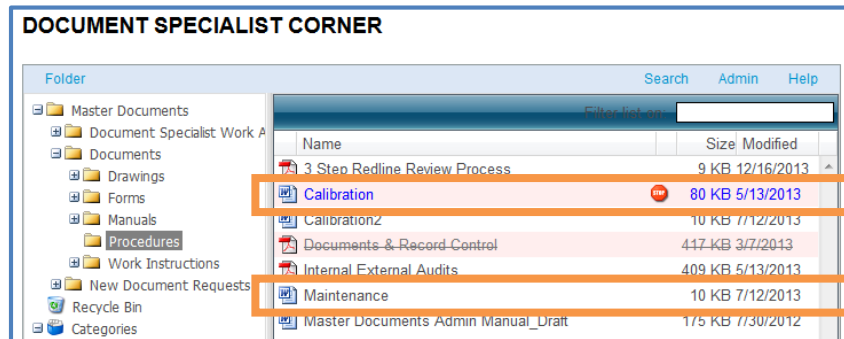 DOCUMENT SPECIALIST CORNER
Folder Search Admin Help
Master Documents
Document Specialist Work A
Documents
Drawings
Forms
Manuals
Procedures
Work Instructions
New Document Requests
Recycle Bin
Categories
Filter list on:
Name Size Modified
3 Step Redline Review Process 9 KB 12/16/2013
Calibration STOP 80 KB 5/13/2013
Calibration2 10 KB 7/12/2013
Documents & Record Control 417 KB 3/7/2013
Internal External Audits 409 KB 5/13/2013
Maintenance 10 KB 7/12/2013
Master Documents Admin Manual_Draft 175 KB 7/30/2012